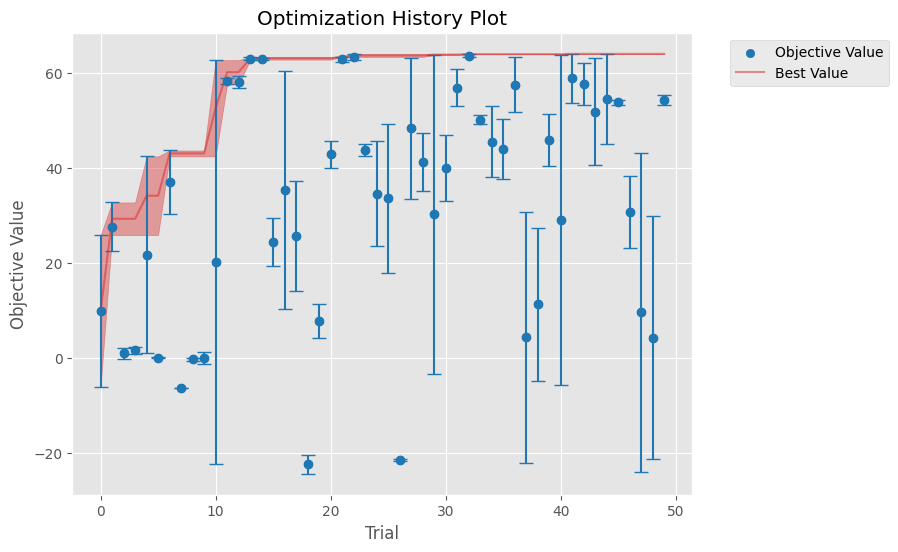 Optimization History Plot
Objective Value
Best Value
Objective Value
60
40
20
0
−20
0 10 20 30 40 50
Trial